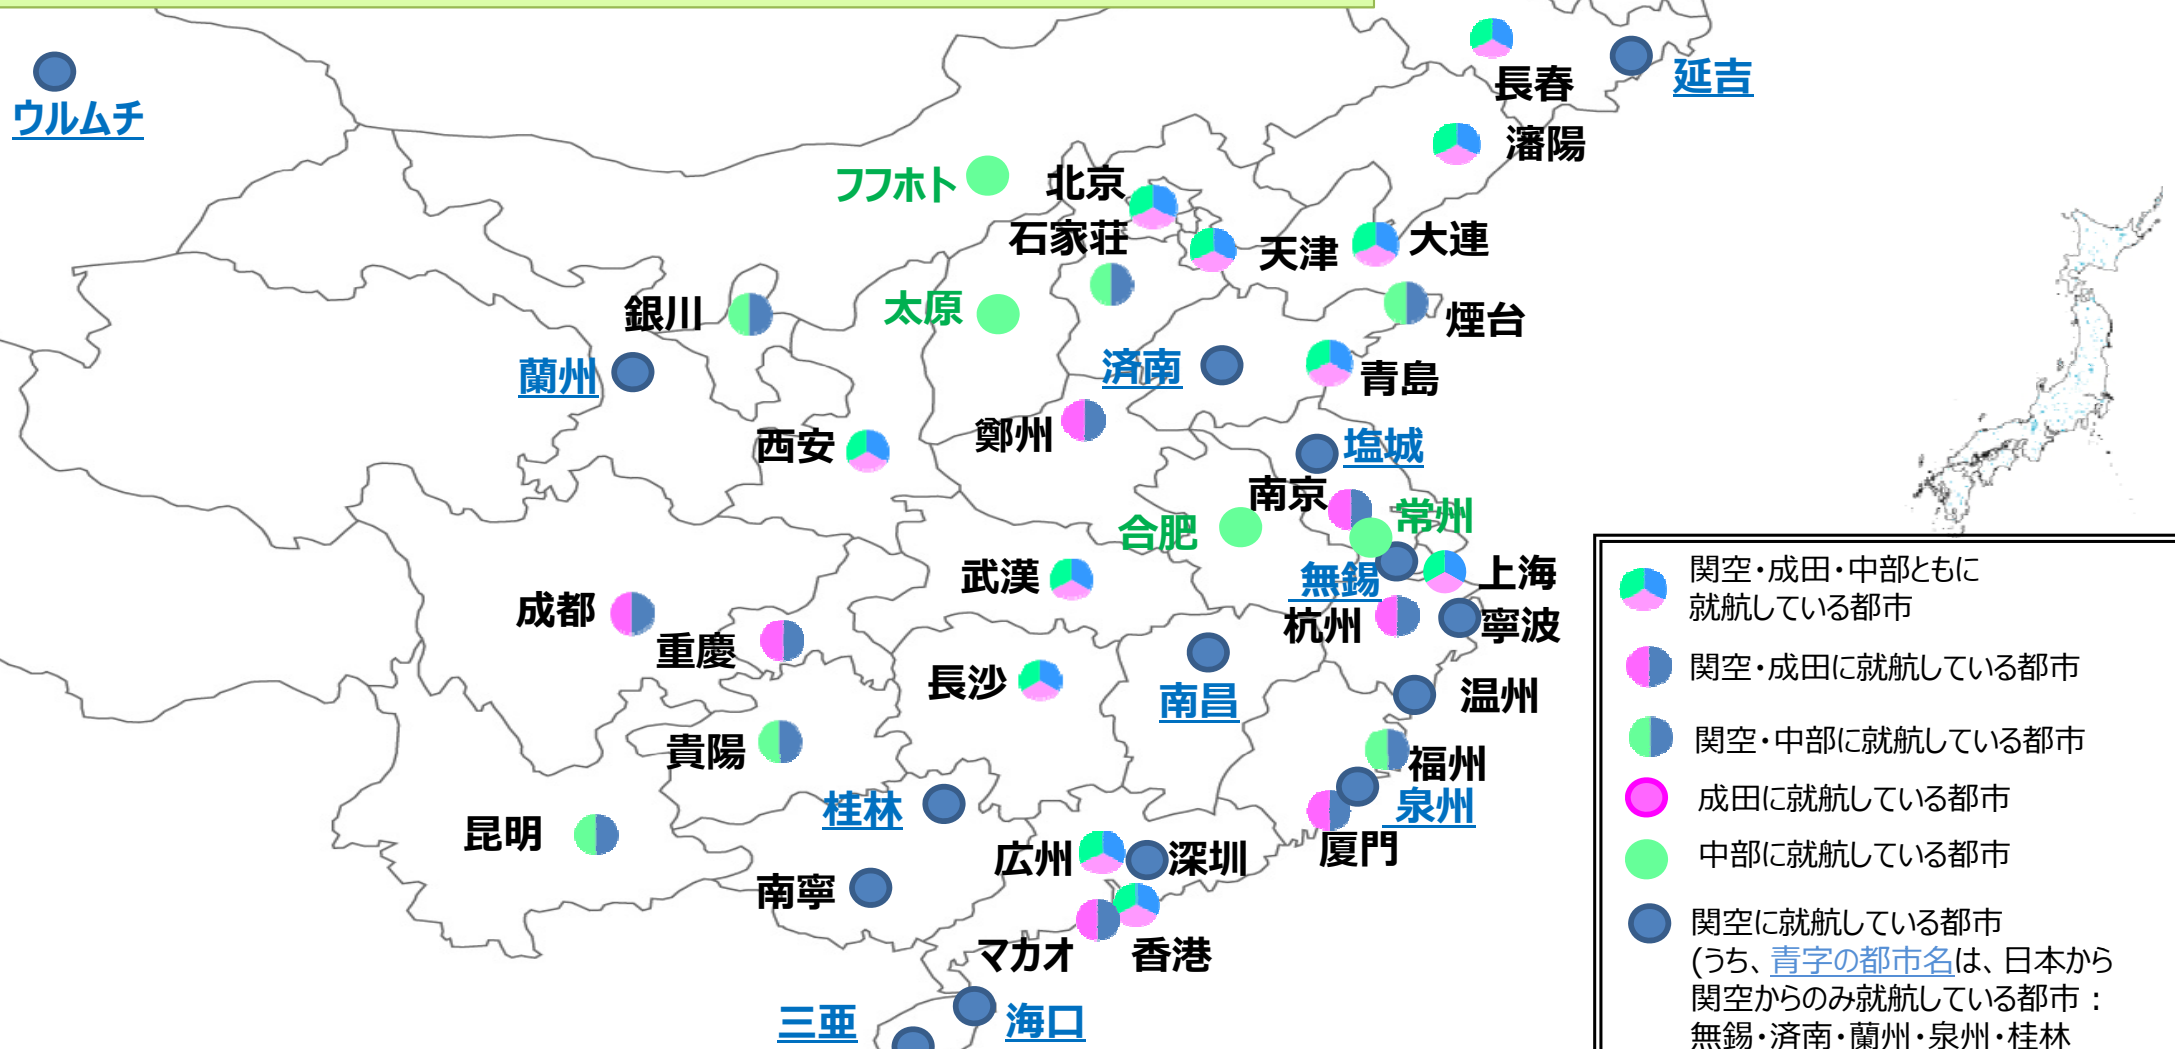 ウルムチ
長春
延吉
瀋陽
フフホト
北京
石家荘
天津
大連
銀川
太原
煙台
蘭州
済南
青島
鄭州
西安
塩城
南京
常州
合肥
無錫
上海
武漢
成都
杭州
寧波
重慶
長沙
南昌
温州
貴陽
福州
桂林
泉州
昆明
広州
深圳
厦門
南寧
マカオ
香港
三亜
海口
関空・成田・中部ともに
就航している都市
関空・成田に就航している都市
関空・中部に就航している都市
成田に就航している都市
中部に就航している都市
関空に就航している都市
(うち、青字の都市名は、日本から
関空からのみ就航している都市：
無錫・済南・蘭州・泉州・桂林